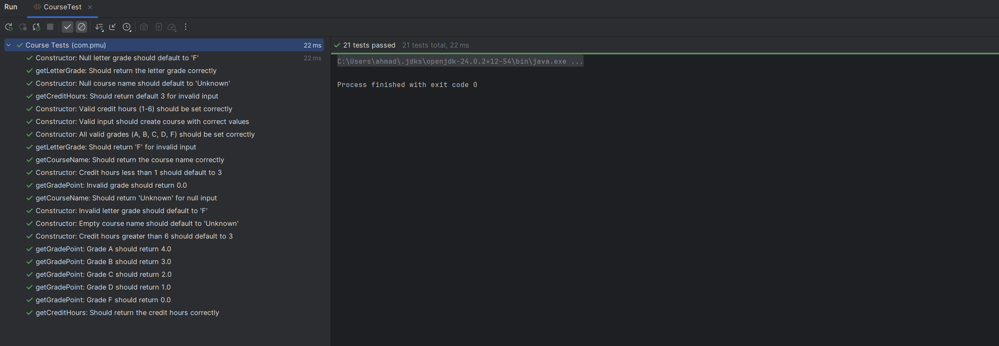 Run CourseTest
Course Tests (com.pmu) 22 ms
Constructor: Null letter grade should default to 'F' 22 ms
getLetterGrade: Should return the letter grade correctly
Constructor: Null course name should default to 'Unknown'
getCreditHours: Should return default 3 for invalid input
Constructor: Valid credit hours (1-6) should be set correctly
Constructor: Valid input should create course with correct values
Constructor: All valid grades (A, B, C, D, F) should be set correctly
getLetterGrade: Should return 'F' for invalid input
getCourseName: Should return the course name correctly
Constructor: Credit hours less than 1 should default to 3
getGradePoint: Invalid grade should return 0.0
getCourseName: Should return 'Unknown' for null input
Constructor: Invalid letter grade should default to 'F'
Constructor: Empty course name should default to 'Unknown'
Constructor: Credit hours greater than 6 should default to 3
getGradePoint: Grade A should return 4.0
getGradePoint: Grade B should return 3.0
getGradePoint: Grade C should return 2.0
getGradePoint: Grade D should return 1.0
getGradePoint: Grade F should return 0.0
getCreditHours: Should return the credit hours correctly
21 tests passed 21 tests total, 22 ms
C:\Users\ahmad\.jdks\openjdk-24.0.2+12-54\bin\java.exe ...
Process finished with exit code 0